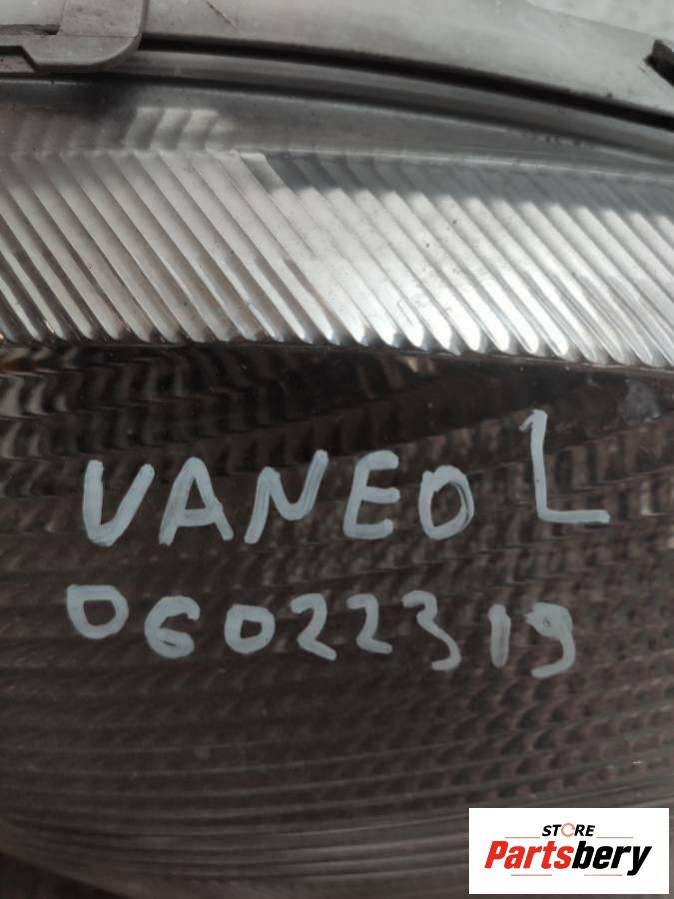 VANEO L
06022319
STORE
Partsbery